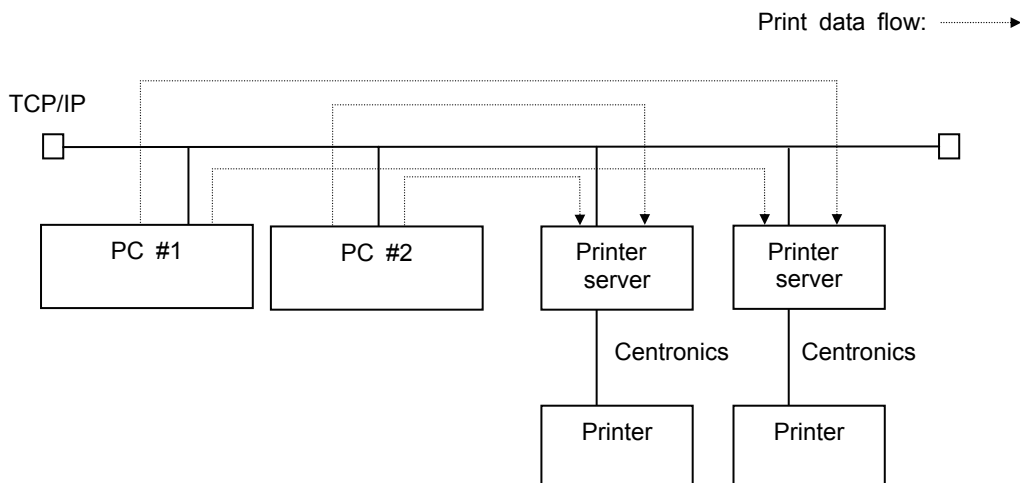 Print data flow:
TCP/IP
PC #1
PC #2
Printer
server
Printer
server
Centronics
Centronics
Printer
Printer